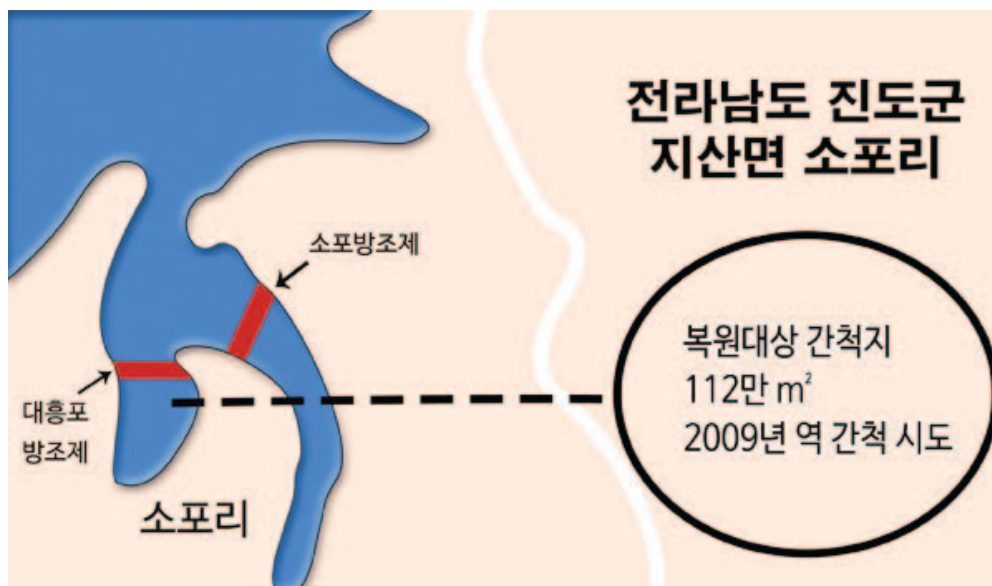 전라남도 진도군
지산면 소포리
소포방조제
복원대상 간척지
112만 m²
2009년 역 간척 시도
대흥포
방조제
소포리